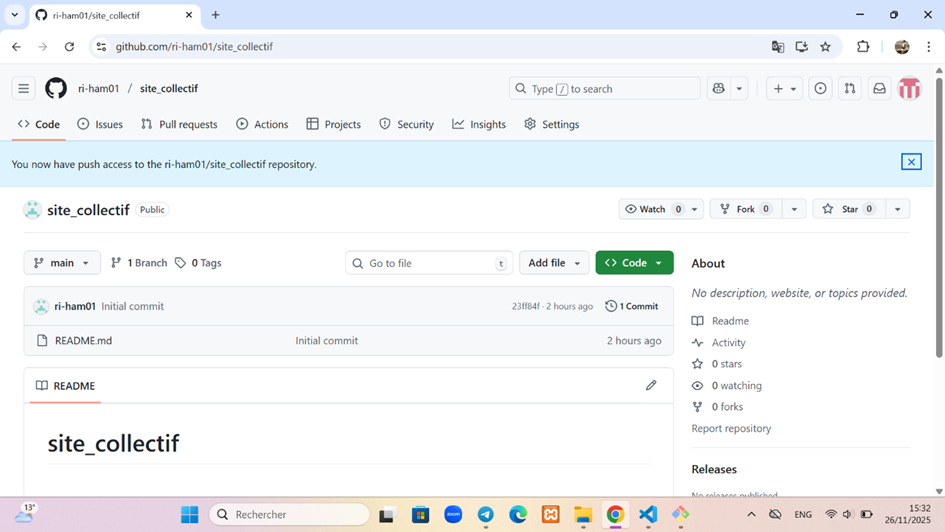 ri-ham01/site_collectif
github.com/ri-ham01/site_collectif
ri-ham01 / site_collectif
Type / to search
Code Issues Pull requests Actions Projects Security Insights Settings
You now have push access to the ri-ham01/site_collectif repository.
site_collectif Public
Watch 0 Fork 0 Star 0
main 1 Branch 0 Tags Go to file t Add file Code
ri-ham01 Initial commit 23ff84f · 2 hours ago 1 Commit
README.md Initial commit 2 hours ago
README
site_collectif
About
No description, website, or topics provided.
Readme
Activity
0 stars
0 watching
0 forks
Report repository
Releases
No releases published
13°
Rechercher
zoom
ENG
15:32
26/11/2025